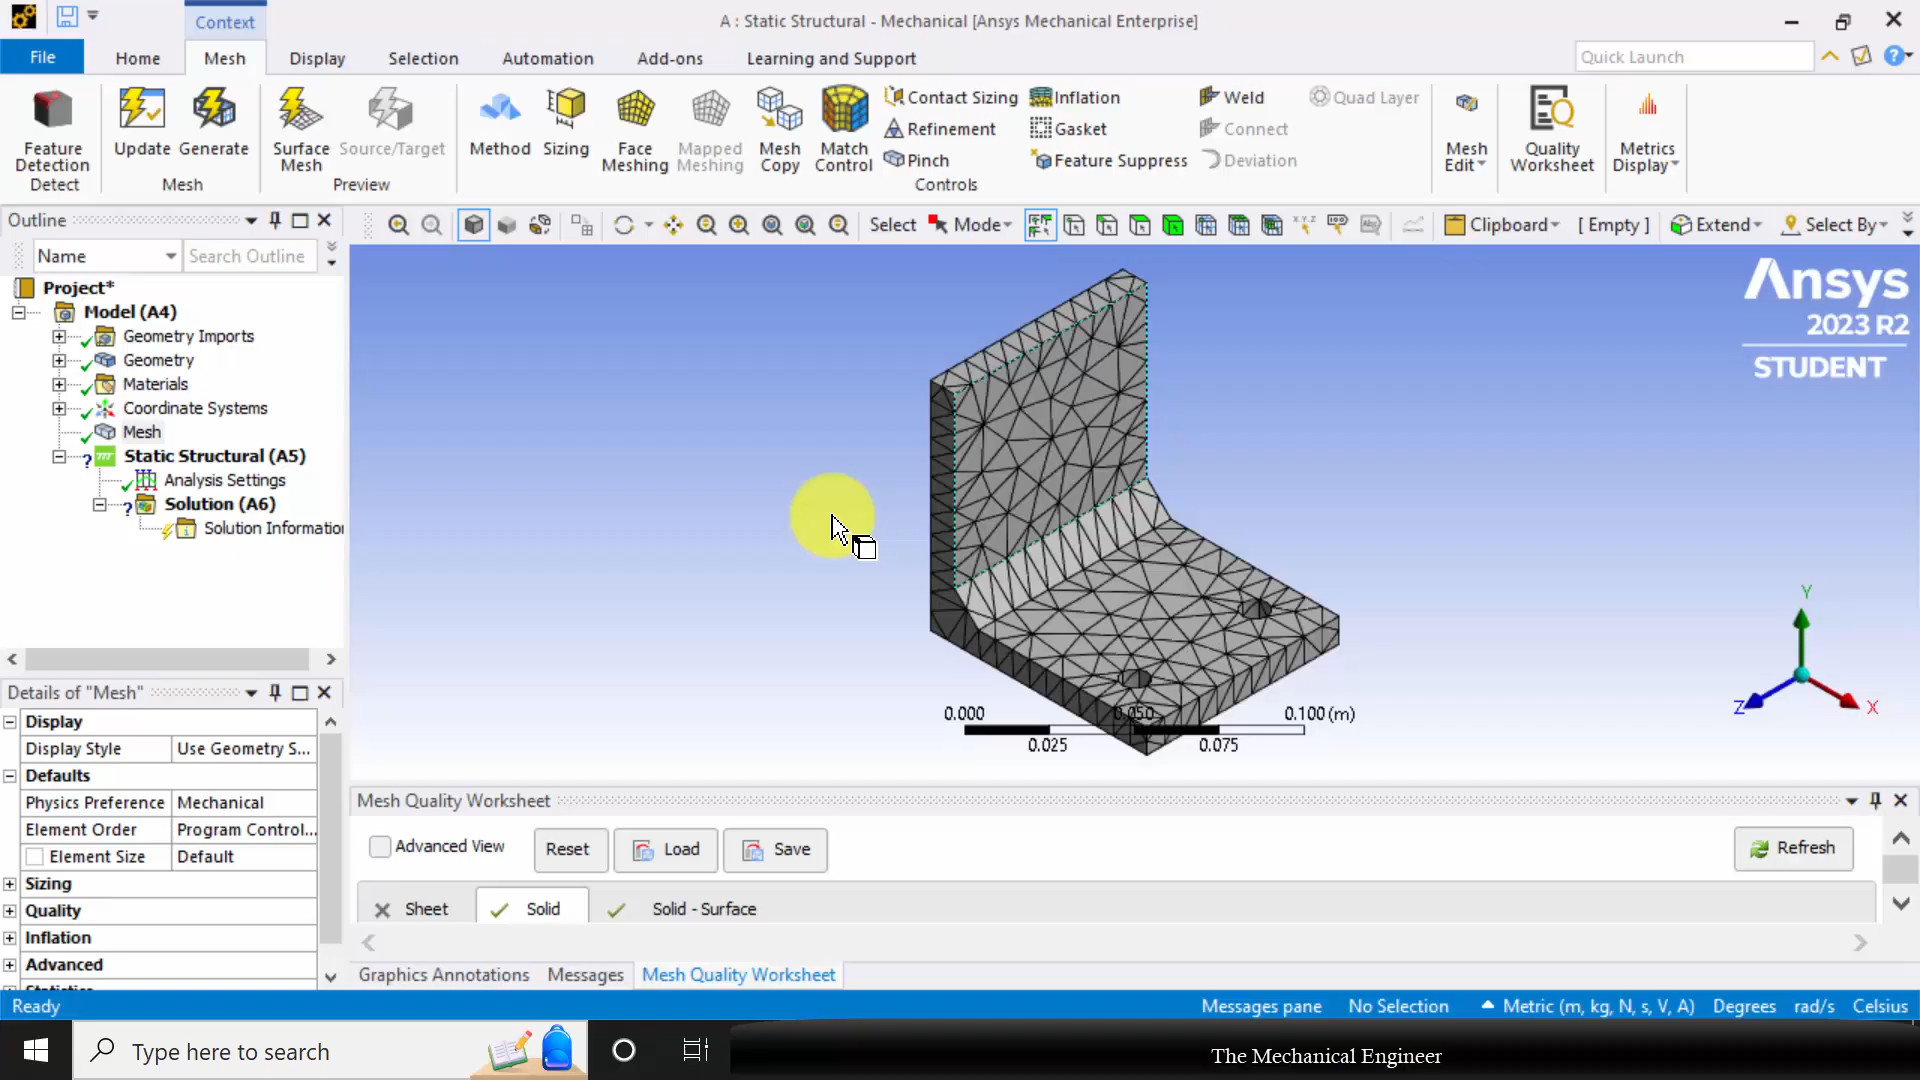 Context
A : Static Structural - Mechanical [Ansys Mechanical Enterprise]
File Home Mesh Display Selection Automation Add-ons Learning and Support
Quick Launch
Feature Detection
Detect
Update Generate
Mesh
Surface Mesh Source/Target
Preview
Method Sizing Face Meshing Mapped Meshing Mesh Copy Match Control
Contact Sizing Inflation Weld Quad Layer
Refinement Gasket Connect
Pinch Feature Suppress Deviation
Controls
Mesh Edit
Quality Worksheet
Metrics Display
Outline
Select Mode Clipboard [ Empty ] Extend Select By
Name Search Outline
Project*
Model (A4)
Geometry Imports
Geometry
Materials
Coordinate Systems
Mesh
Static Structural (A5)
Analysis Settings
Solution (A6)
Solution Informatio
Ansys
2023 R2
STUDENT
Y
Z
X
0.000 0.050 0.100 (m)
0.025 0.075
Details of "Mesh"
Display
Display Style Use Geometry S...
Defaults
Physics Preference Mechanical
Element Order Program Control...
Element Size Default
Sizing
Quality
Inflation
Advanced
Mesh Quality Worksheet
Advanced View Reset Load Save Refresh
Sheet Solid Solid - Surface
Graphics Annotations Messages Mesh Quality Worksheet
Ready Messages pane No Selection Metric (m, kg, N, s, V, A) Degrees rad/s Celsius
Type here to search
The Mechanical Engineer